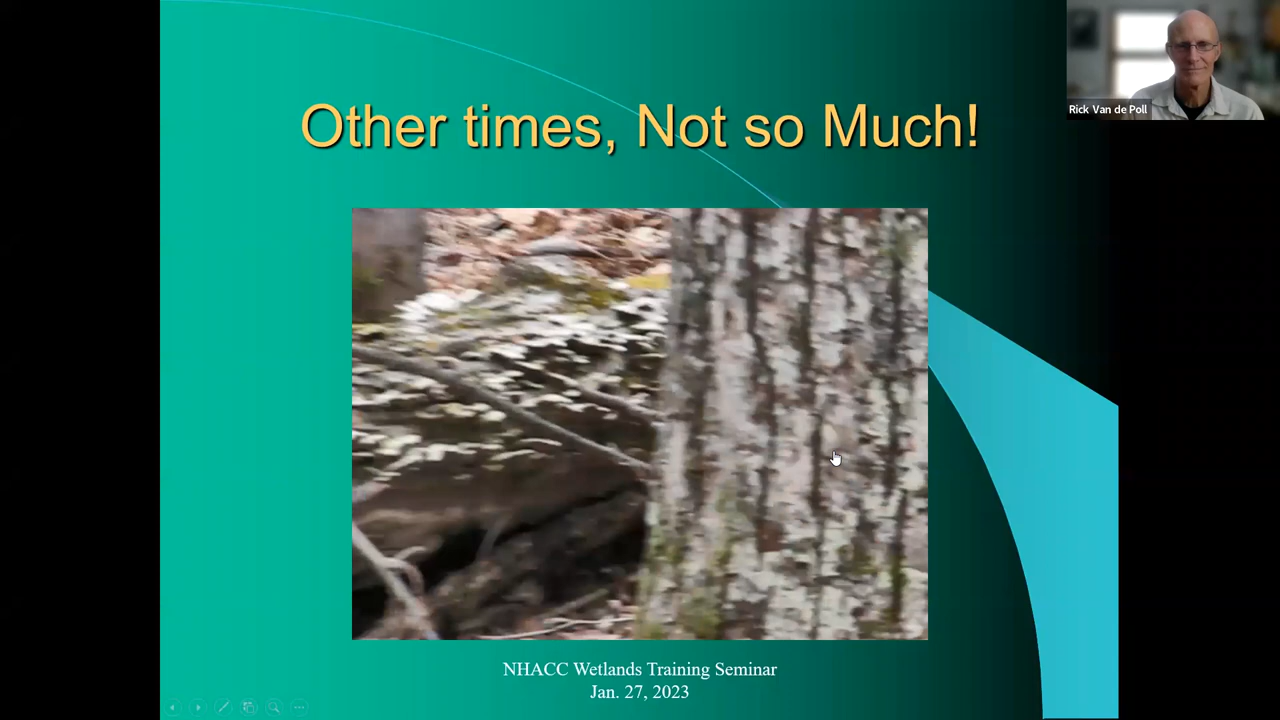 Other times, Not so Much!
Rick Van de Poll
NHACC Wetlands Training Seminar
Jan. 27, 2023